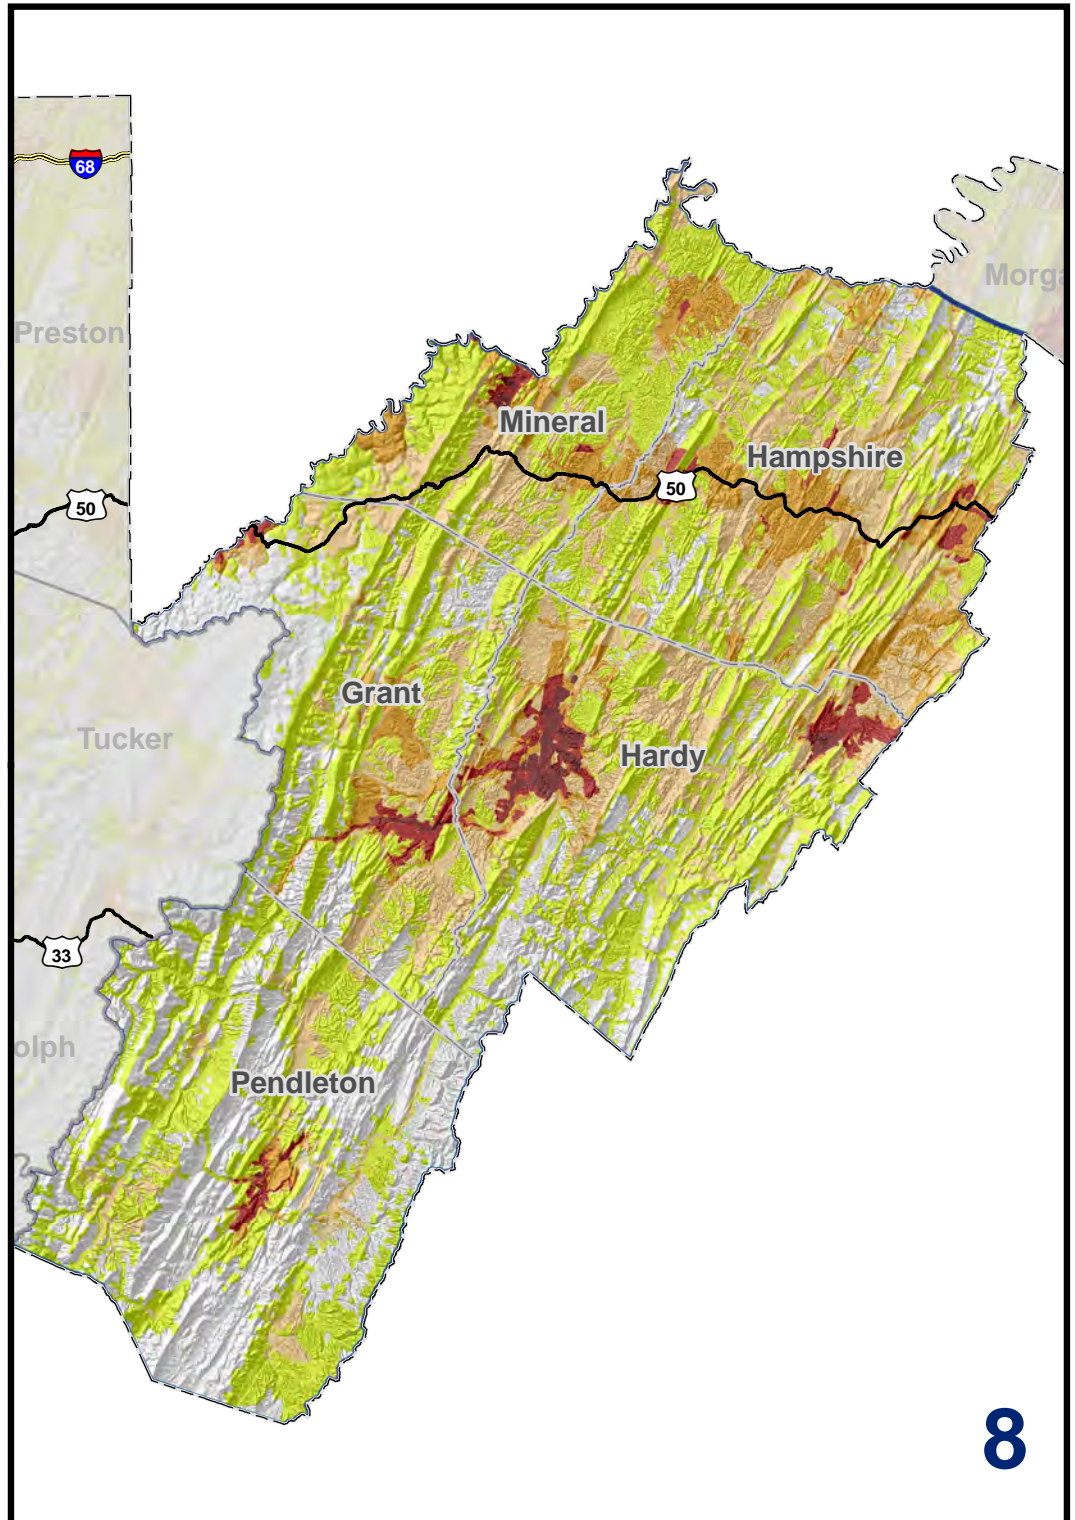 68
Morga
Preston
Mineral
Hampshire
50
50
Grant
Tucker
Hardy
33
olph
Pendleton
8